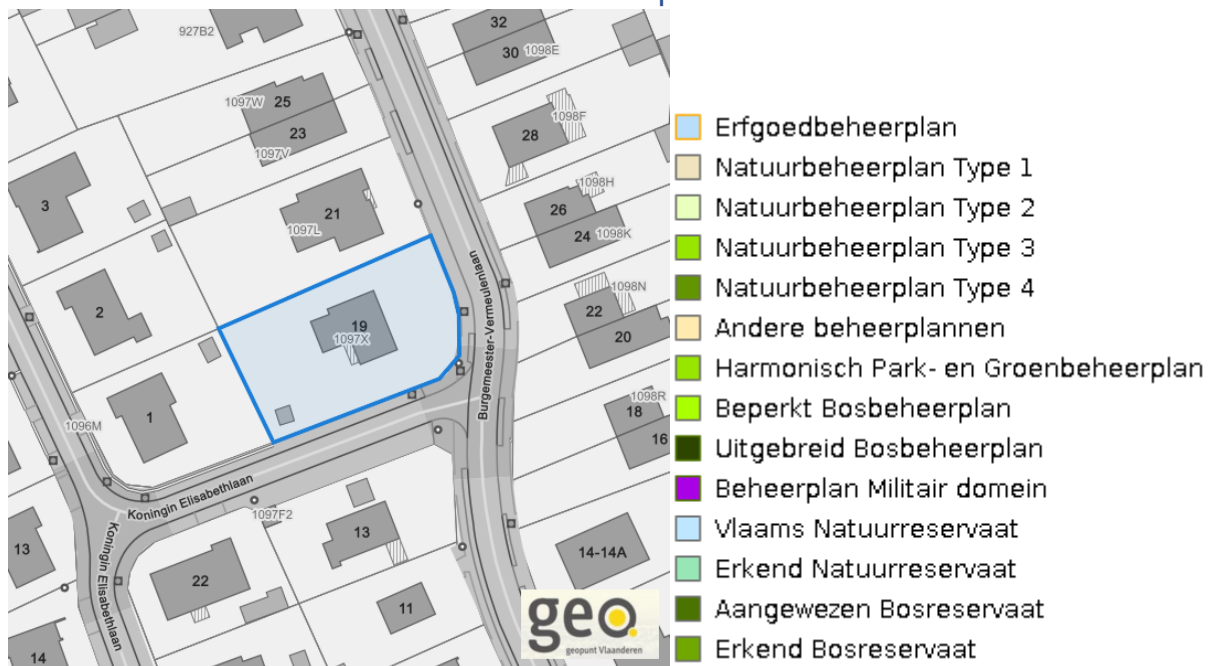 927B2
32
30
1098E
1097W
25
23
1097V
1098F
28
3
21
1097L
1098H
26
24
1098K
2
19
1097X
1098N
22
20
Burgemeester-Vermeulenlaan
1
1096M
1098R
18
16
Koningin Elisabethlaan
1097F2
13
13
Koningin Elisabethlaan
22
14-14A
11
14
geo
geopunt Vlaanderen
Erfgoedbeheerplan
Natuurbeheerplan Type 1
Natuurbeheerplan Type 2
Natuurbeheerplan Type 3
Natuurbeheerplan Type 4
Andere beheerplannen
Harmonisch Park- en Groenbeheerplan
Beperkt Bosbeheerplan
Uitgebreid Bosbeheerplan
Beheerplan Militair domein
Vlaams Natuurreservaat
Erkend Natuurreservaat
Aangewezen Bosreservaat
Erkend Bosreservaat